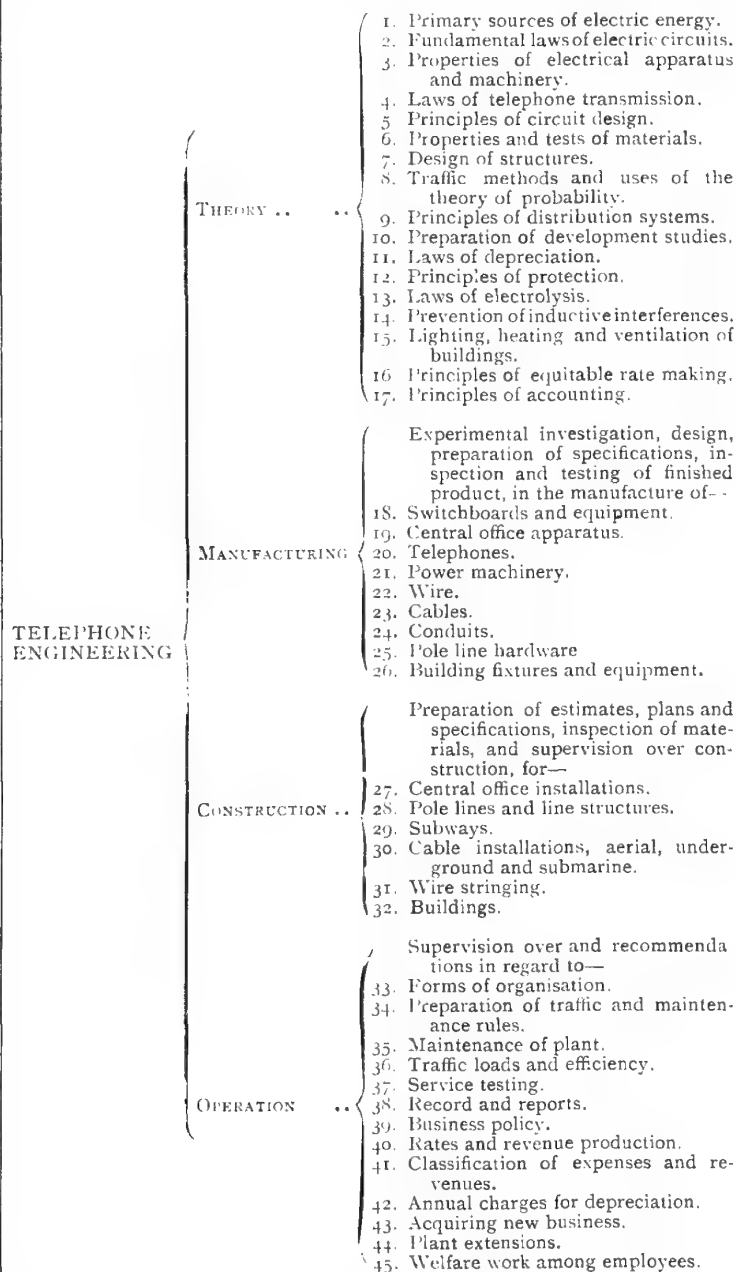 1. Primary sources of electric energy.
2. Fundamental laws of electric circuits.
3. Properties of electrical apparatus
and machinery.
4. Laws of telephone transmission.
5 Principles of circuit design.
6. Properties and tests of materials.
7. Design of structures.
8. Traffic methods and uses of the
theory of probability.
THEORY .. ..
9. Principles of distribution systems.
10. Preparation of development studies.
11. Laws of depreciation.
12. Principles of protection.
13. Laws of electrolysis.
14. Prevention of inductive interferences.
15. Lighting, heating and ventilation of
buildings.
16 Principles of equitable rate making.
17. Principles of accounting.
Experimental investigation, design,
preparation of specifications, in-
spection and testing of finished
product, in the manufacture of--
18. Switchboards and equipment.
19. Central office apparatus.
MANUFACTURING
20. Telephones.
21. Power machinery.
22. Wire.
23. Cables.
TELEPHONE
ENGINEERING
24. Conduits.
25. Pole line hardware
26. Building fixtures and equipment.
Preparation of estimates, plans and
specifications, inspection of mate-
rials, and supervision over con-
struction, for—
27. Central office installations.
CONSTRUCTION ..
28. Pole lines and line structures.
29. Subways.
30. Cable installations, aerial, under-
ground and submarine.
31. Wire stringing.
32. Buildings.
Supervision over and recommenda
tions in regard to—
33. Forms of organisation.
34. Preparation of traffic and mainten-
ance rules.
35. Maintenance of plant.
36. Traffic loads and efficiency.
37. Service testing.
OPERATION ..
38. Record and reports.
39. Business policy.
40. Rates and revenue production.
41. Classification of expenses and re-
venues.
42. Annual charges for depreciation.
43. Acquiring new business.
44. Plant extensions.
45. Welfare work among employees.